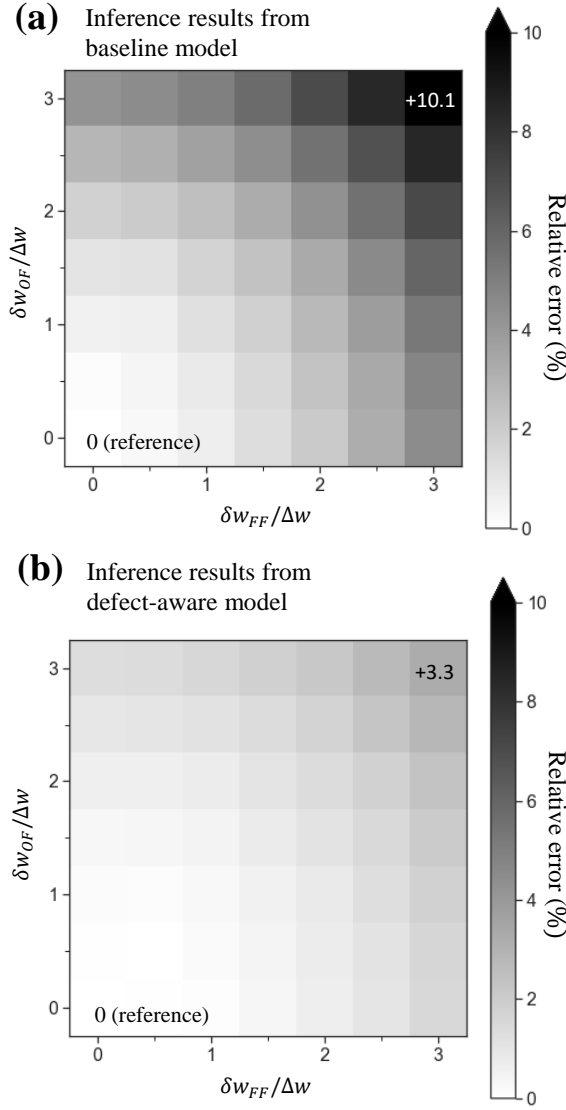 (a) Inference results from
baseline model
3
2
1
0
δw_OF/Δw
+10.1
0 (reference)
0 1 2 3
δw_FF/Δw
10
8
6
4
2
0
Relative error (%)
(b) Inference results from
defect-aware model
3
2
1
0
δw_OF/Δw
+3.3
0 (reference)
0 1 2 3
δw_FF/Δw
10
8
6
4
2
0
Relative error (%)